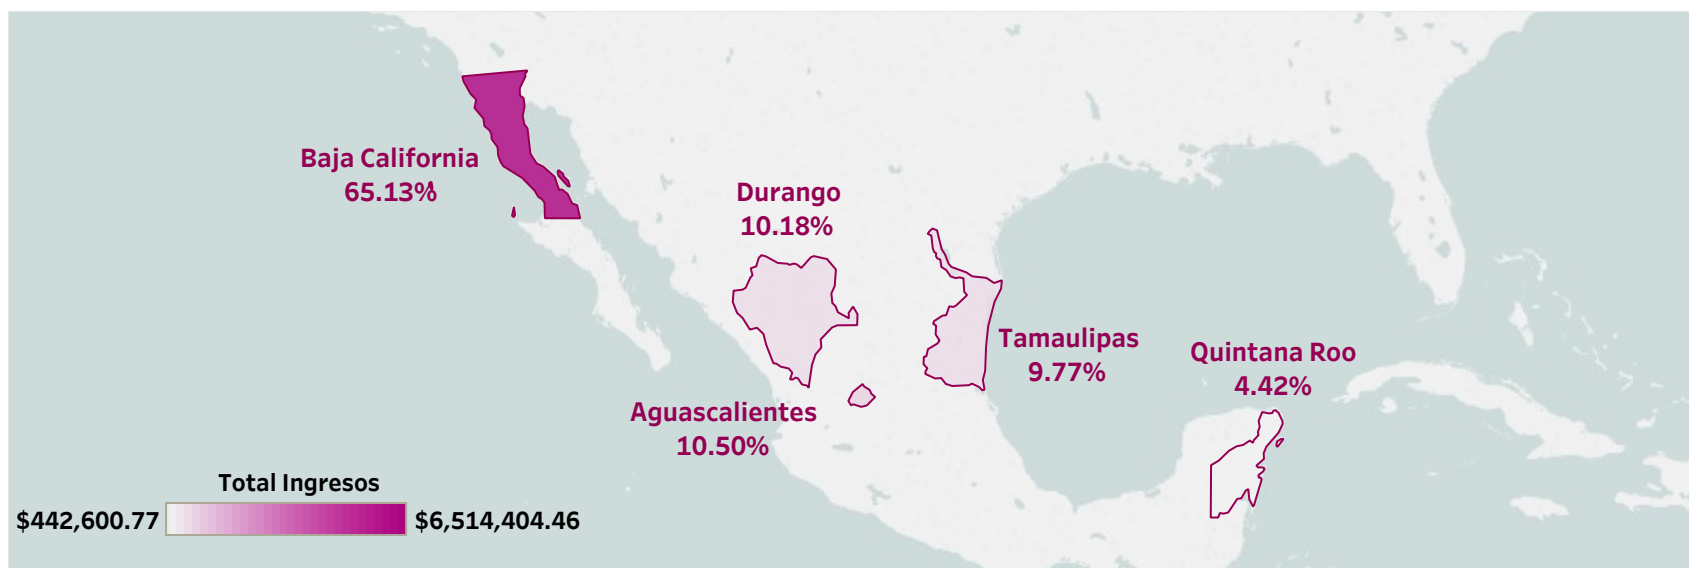 Baja California
65.13%
Durango
10.18%
Tamaulipas
9.77%
Quintana Roo
4.42%
Aguascalientes
10.50%
Total Ingresos
$442,600.77
$6,514,404.46